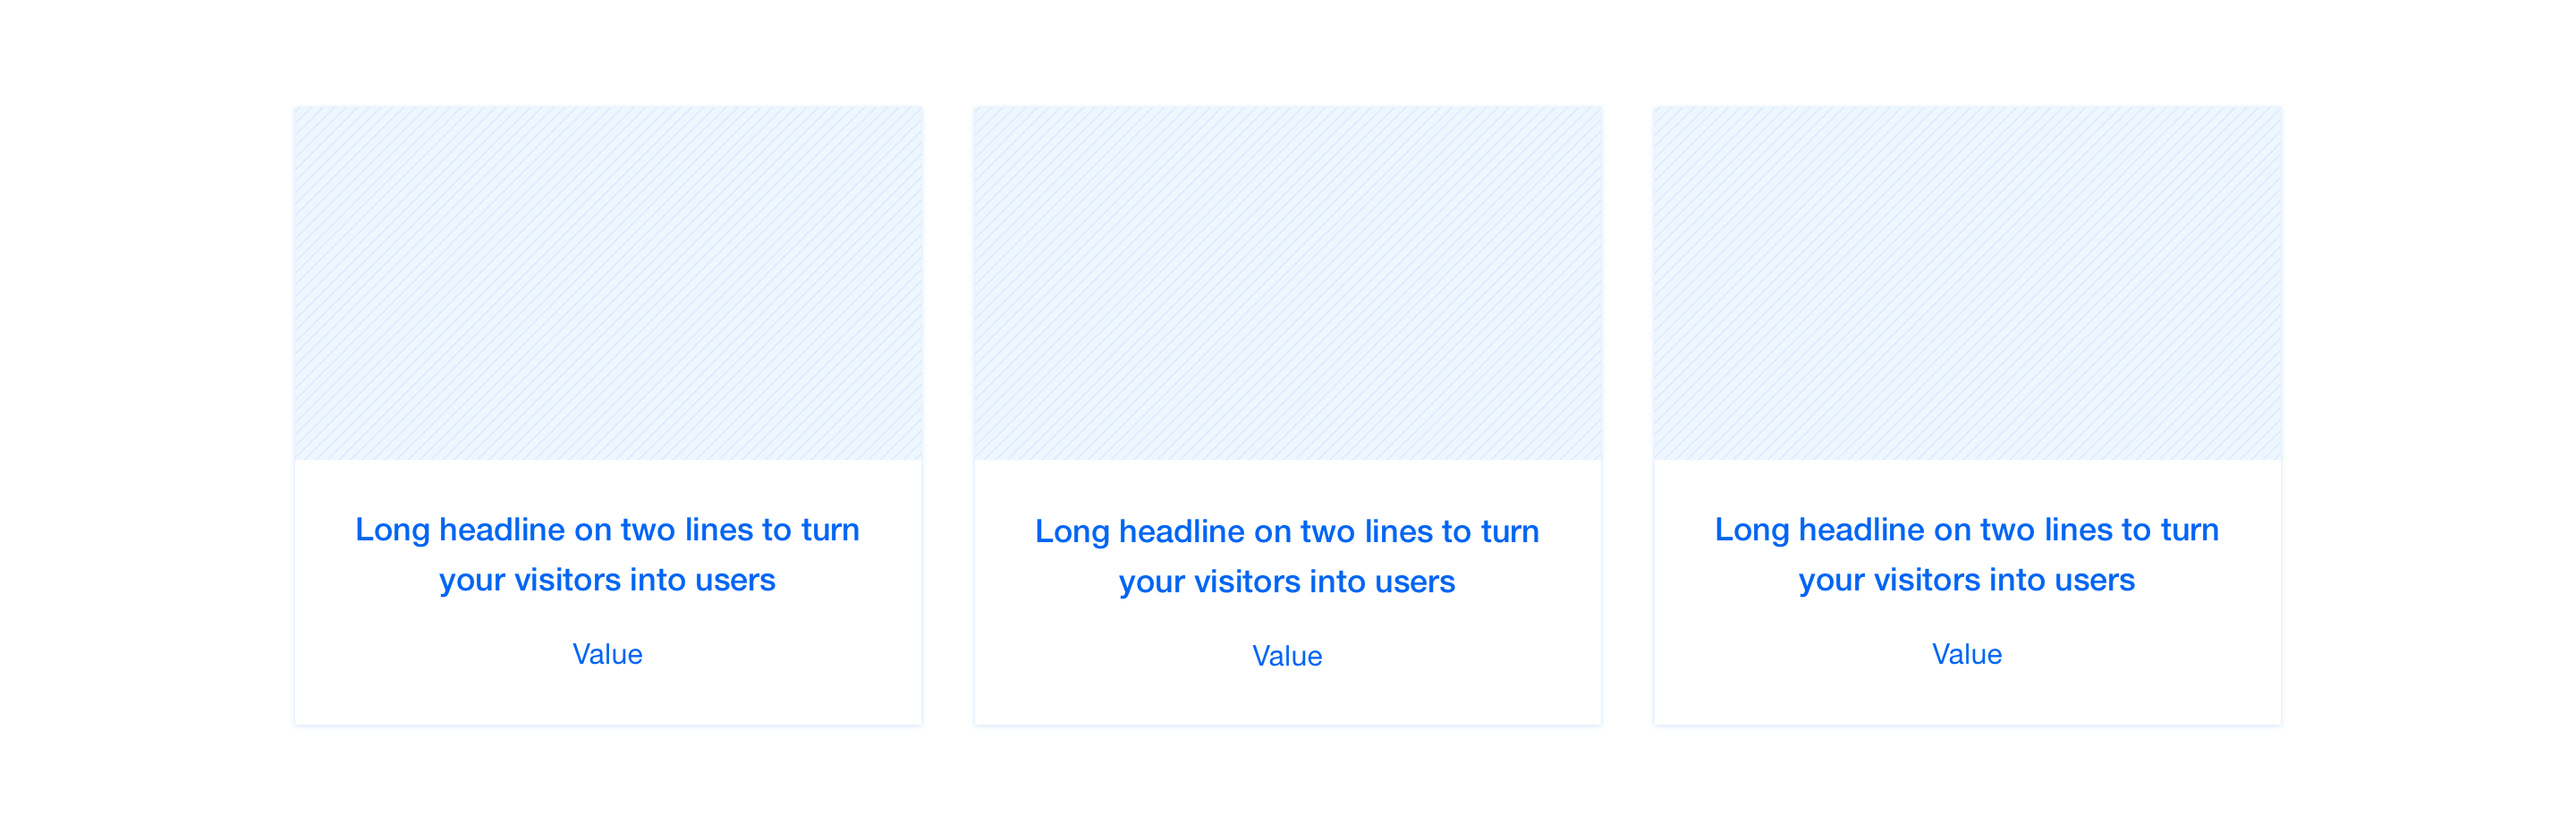 Long headline on two lines to turn
your visitors into users
Value
Long headline on two lines to turn
your visitors into users
Value
Long headline on two lines to turn
your visitors into users
Value